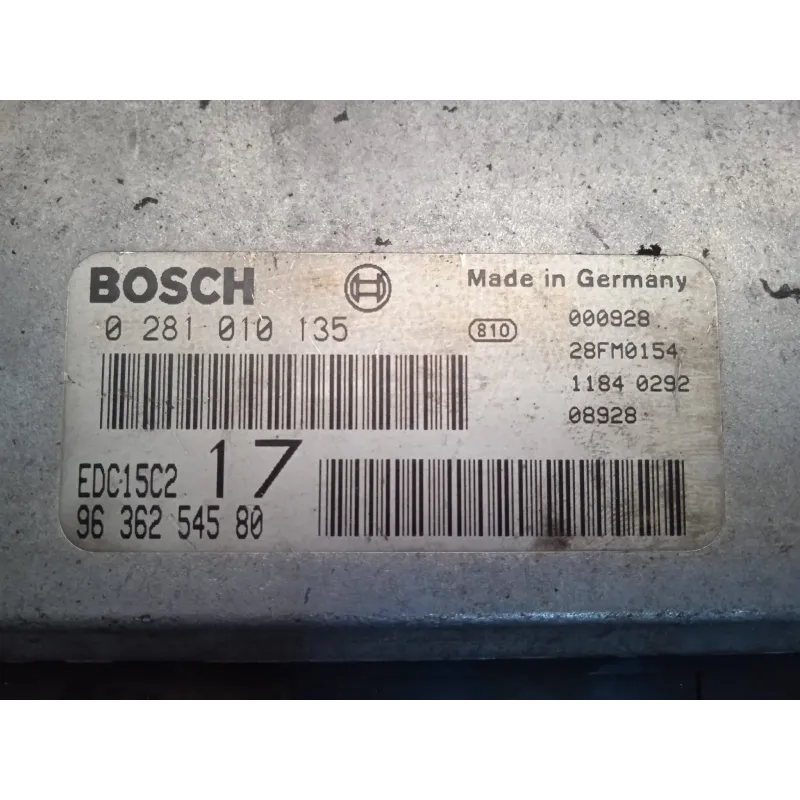 BOSCH
Made in Germany
0 281 010 135
810
000928
28FM0154
1184 0292
08928
EDC15C2 17
96 362 545 80